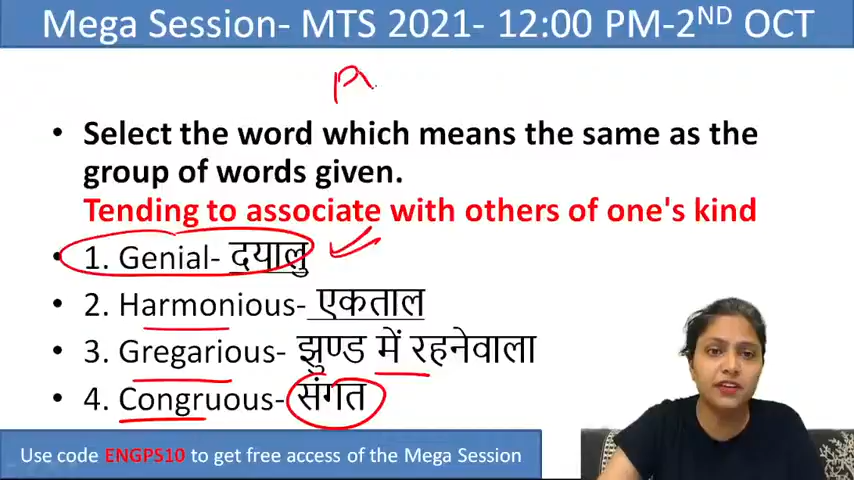 Mega Session- MTS 2021- 12:00 PM-2ND OCT
• Select the word which means the same as the
group of words given.
Tending to associate with others of one's kind
• 1. Genial- दयालु
• 2. Harmonious- एकताल
• 3. Gregarious- झुण्ड में रहनेवाला
• 4. Congruous- संगत
Use code ENGPS10 to get free access of the Mega Session